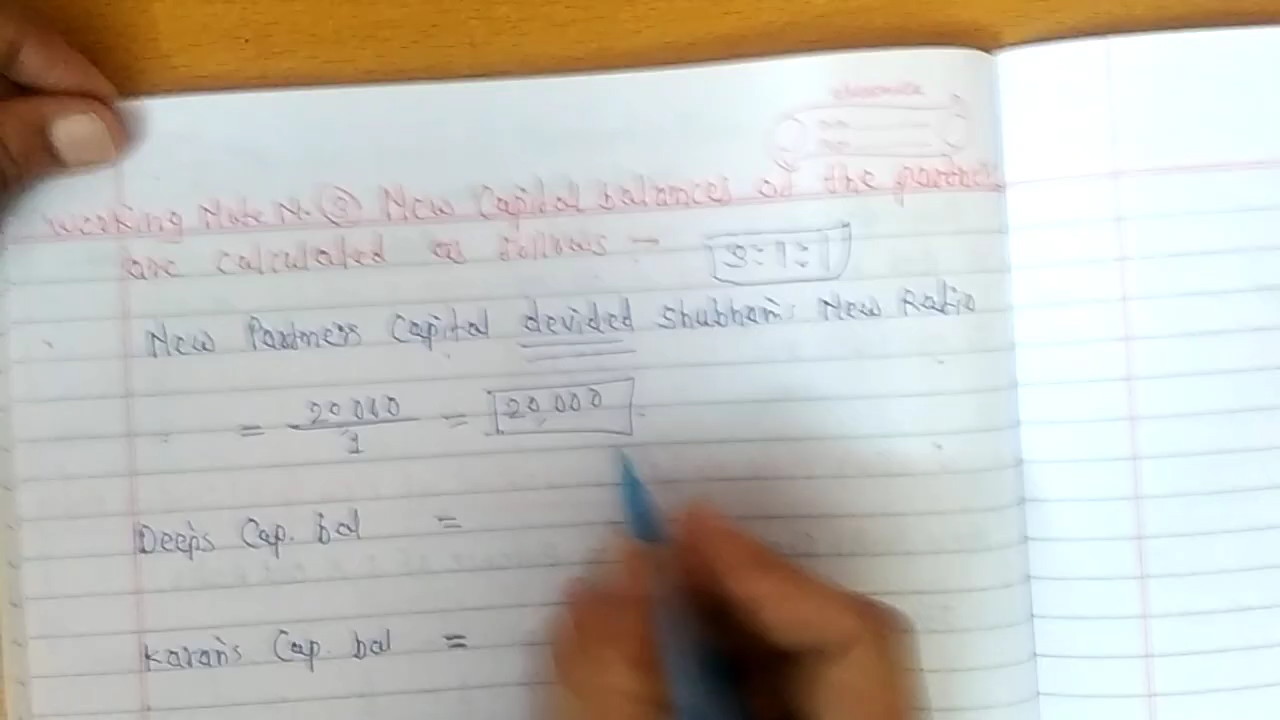 Working Note N. ③ New Capital balances of the partners
are calculated as follows - 3:1:1
New Partners Capital devided Shubham's New Ratio
= 20000 / 1 = 20,000
Deep's Cap. bal =
Karan's Cap. bal =